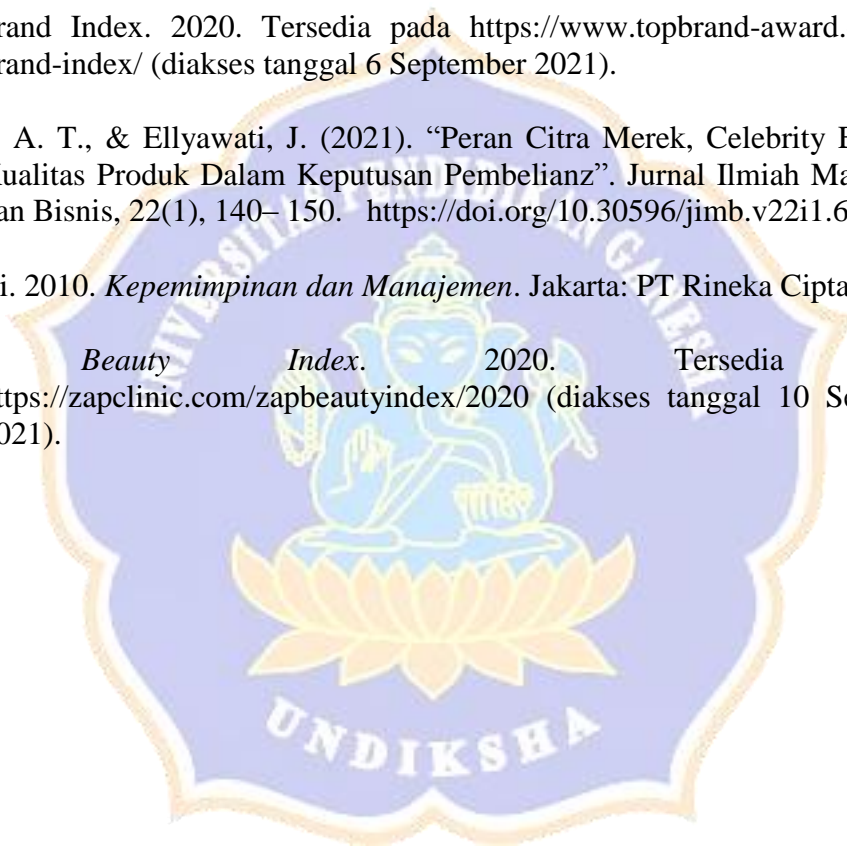 rand Index. 2020. Tersedia pada https://www.topbrand-award.
rand-index/ (diakses tanggal 6 September 2021).
A. T., & Ellyawati, J. (2021). “Peran Citra Merek, Celebrity
ualitas Produk Dalam Keputusan Pembelianz”. Jurnal Ilmiah Ma
an Bisnis, 22(1), 140– 150. https://doi.org/10.30596/jimb.v22i1.6
i. 2010. Kepemimpinan dan Manajemen. Jakarta: PT Rineka Cipta
Beauty Index. 2020. Tersedia
ttps://zapclinic.com/zapbeautyindex/2020 (diakses tanggal 10 Se
021).
UNIVERSITAS PENDIDIKAN GANESHA
UNDIKSHA